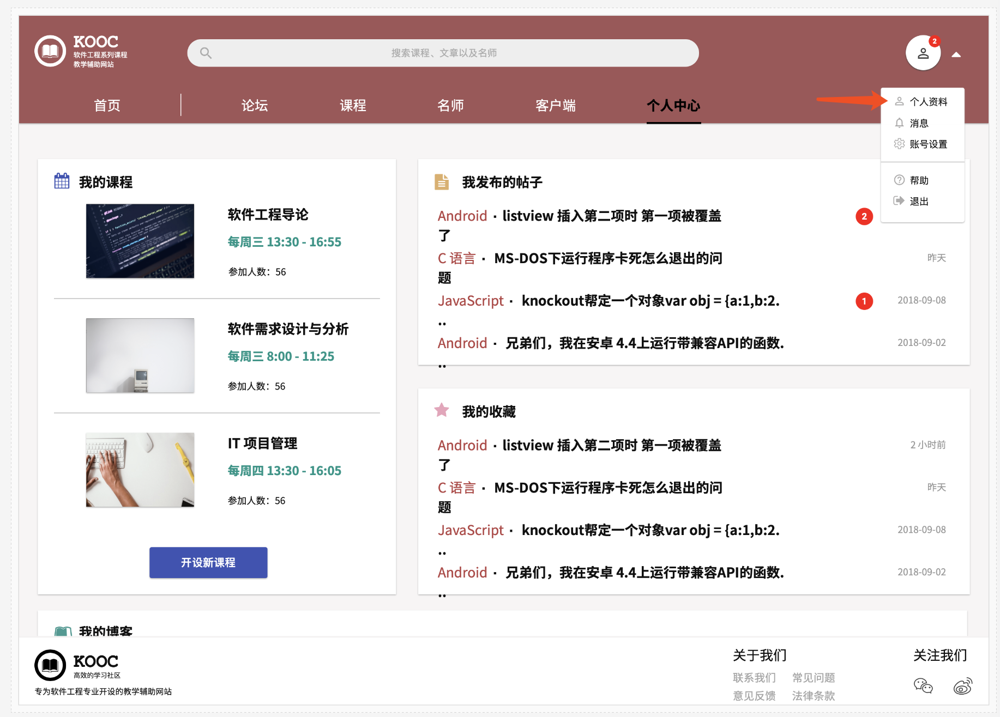 KOOC
软件工程系列课程
教学辅助网站
搜索课程、文章以及名师
2
首页
论坛
课程
名师
客户端
个人中心
个人资料
消息
账号设置
帮助
退出
我的课程
软件工程导论
每周三 13:30 - 16:55
参加人数：56
软件需求设计与分析
每周三 8:00 - 11:25
参加人数：56
IT 项目管理
每周四 13:30 - 16:05
参加人数：56
开设新课程
我发布的帖子
Android · listview 插入第二项时 第一项被覆盖
了
2
C 语言 · MS-DOS下运行程序卡死怎么退出的问
题
昨天
JavaScript · knockout帮定一个对象var obj = {a:1,b:2.
..
1
2018-09-08
Android · 兄弟们，我在安卓 4.4上运行带兼容API的函数.
..
2018-09-02
我的收藏
Android · listview 插入第二项时 第一项被覆盖
了
2 小时前
C 语言 · MS-DOS下运行程序卡死怎么退出的问
题
昨天
JavaScript · knockout帮定一个对象var obj = {a:1,b:2.
..
2018-09-08
Android · 兄弟们，我在安卓 4.4上运行带兼容API的函数.
..
2018-09-02
我的博客
KOOC
高效的学习社区
专为软件工程专业开设的教学辅助网站
关于我们
联系我们 常见问题
意见反馈 法律条款
关注我们